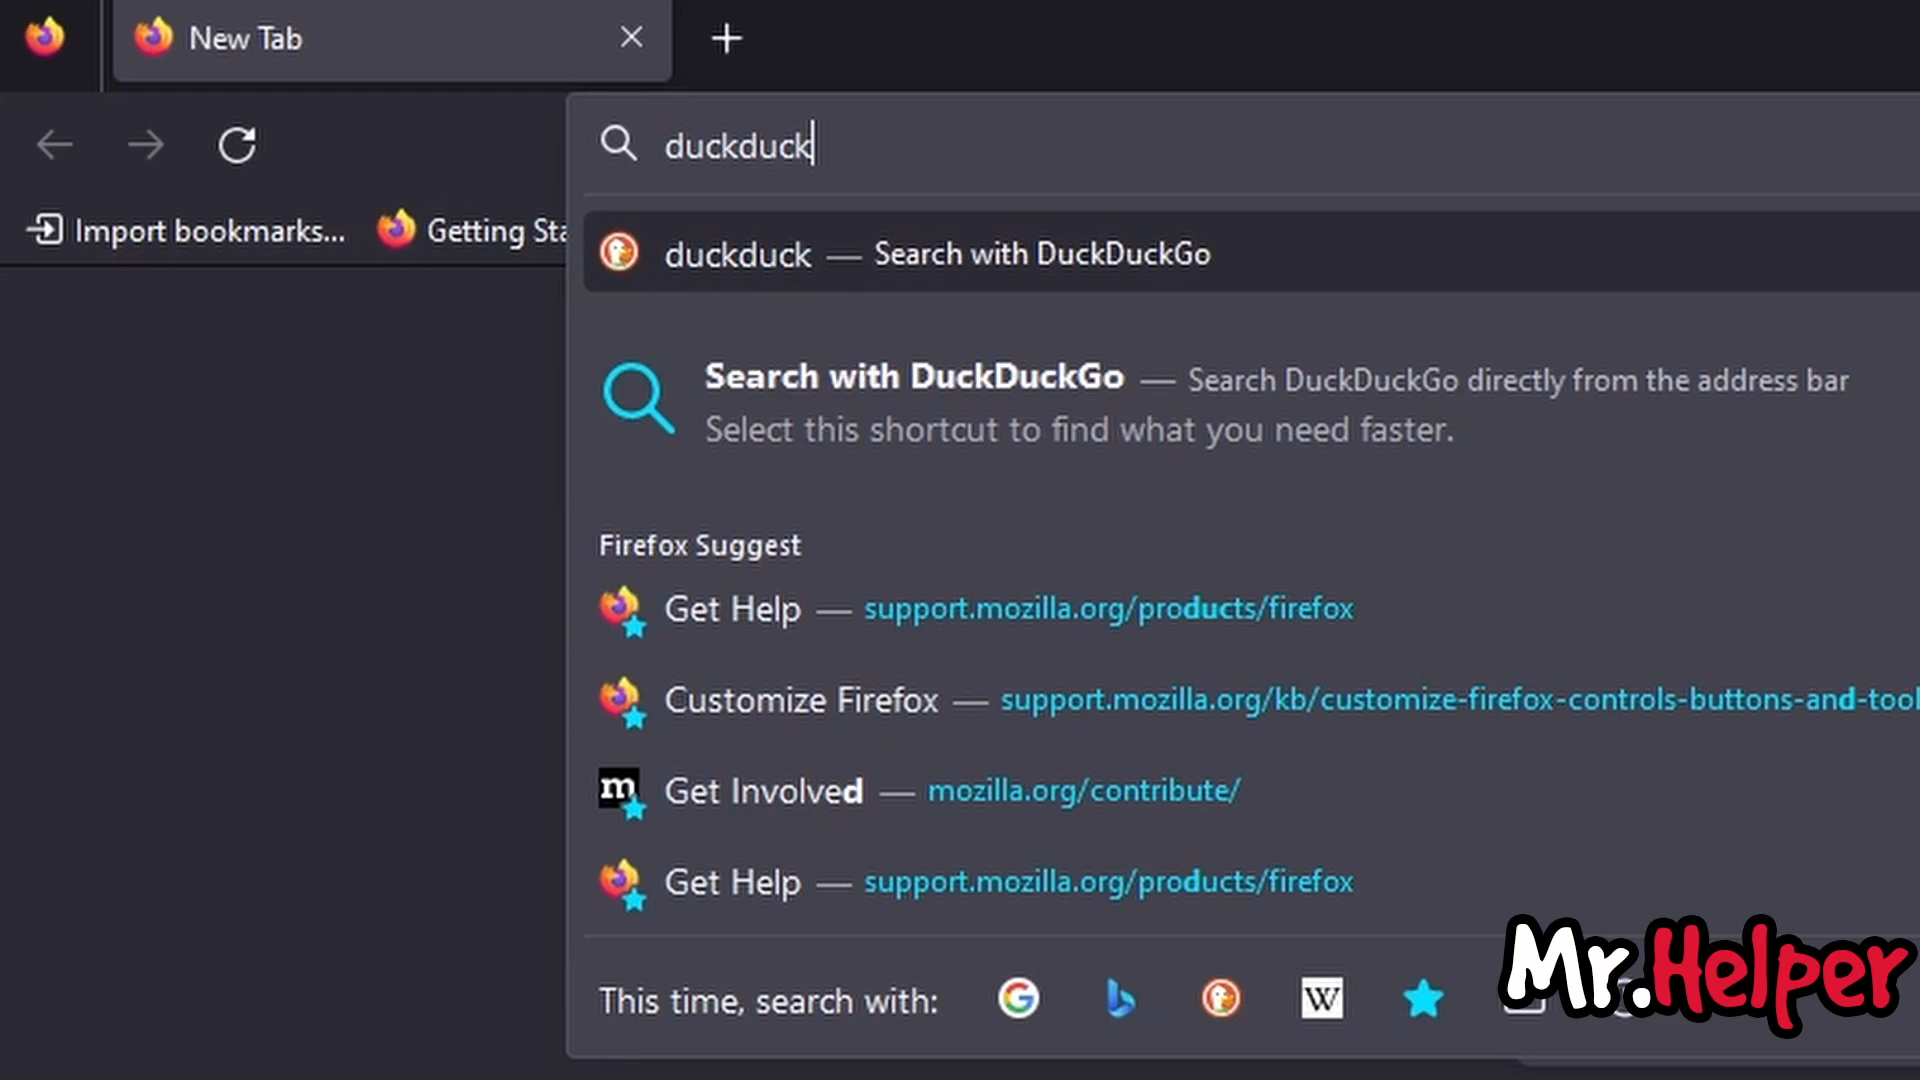 New Tab
duckduck
Import bookmarks... Getting Sta
duckduck — Search with DuckDuckGo
Search with DuckDuckGo — Search DuckDuckGo directly from the address bar
Select this shortcut to find what you need faster.
Firefox Suggest
Get Help — support.mozilla.org/products/firefox
Customize Firefox — support.mozilla.org/kb/customize-firefox-controls-buttons-and-tool
Get Involved — mozilla.org/contribute/
m
Get Help — support.mozilla.org/products/firefox
This time, search with: G b W
Mr.Helper